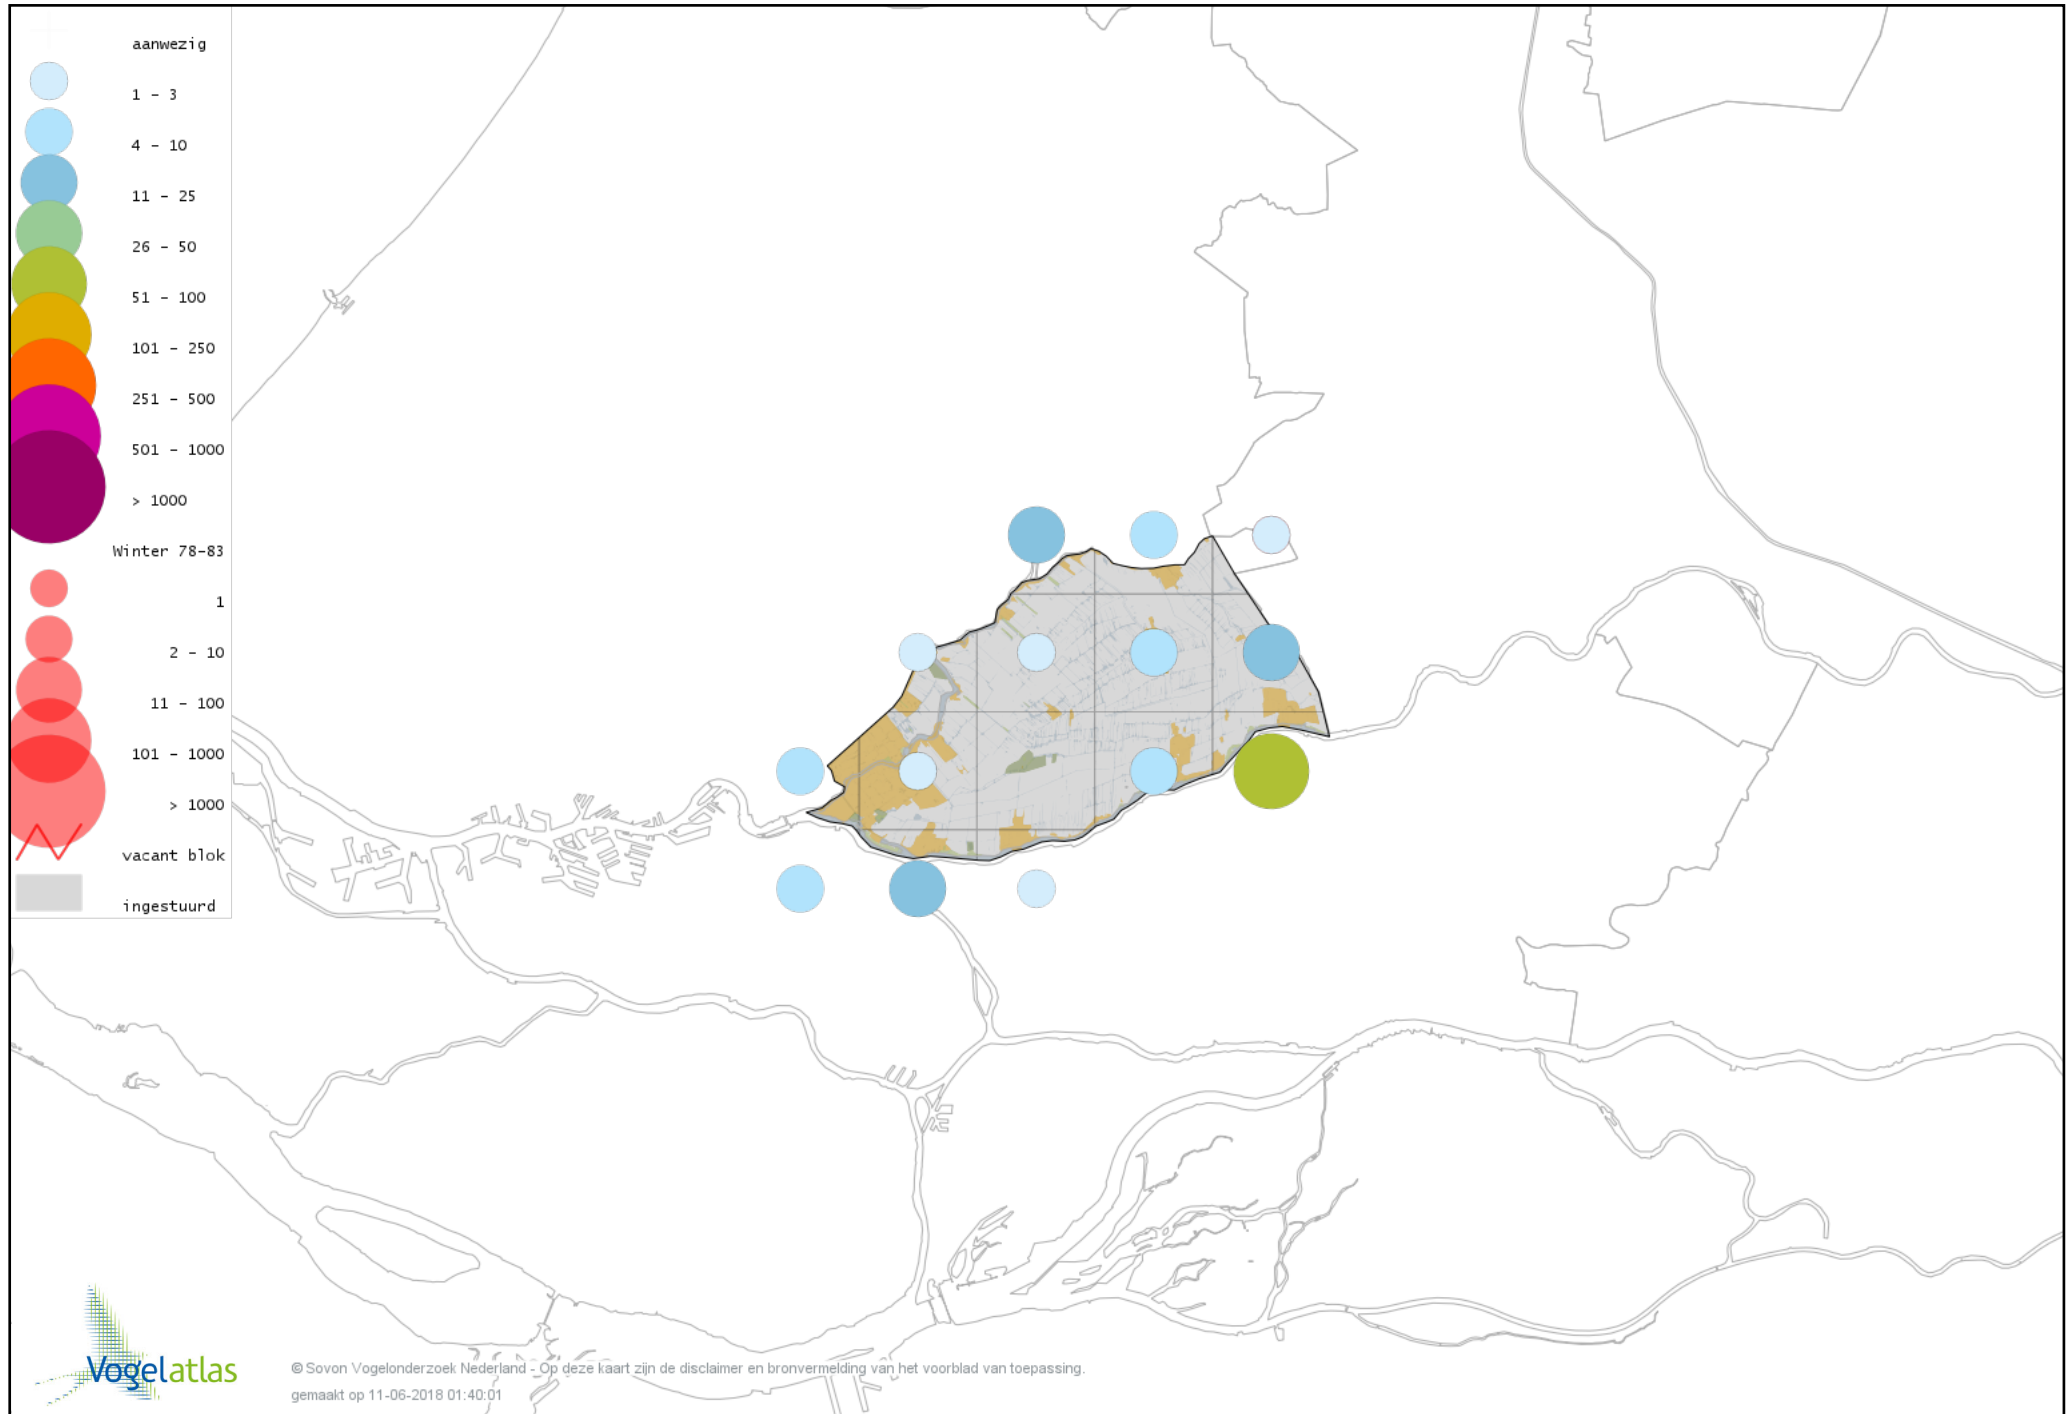 aanwezig
1 - 3
4 - 10
11 - 25
26 - 50
51 - 100
101 - 250
251 - 500
501 - 1000
> 1000
Winter 78-83
1
2 - 10
11 - 100
101 - 1000
> 1000
vacant blok
ingestuurd
Vogelatlas
© Sovon Vogelonderzoek Nederland - Op deze kaart zijn de disclaimer en bronvermelding van het voorblad van toepassing.
gemaakt op 11-06-2018 01:40:01